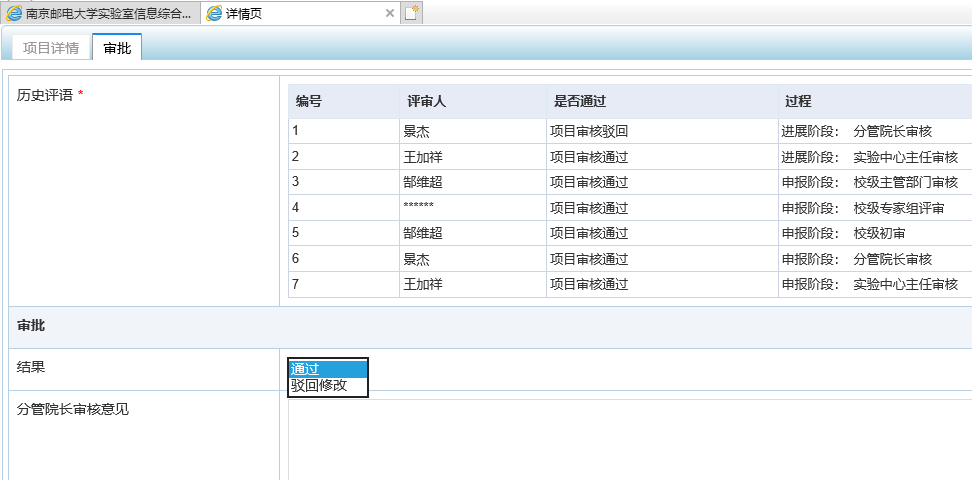 南京邮电大学实验室信息综合...
详情页
项目详情
审批
历史评语 *
编号 评审人 是否通过 过程
1 景杰 项目审核驳回 进展阶段： 分管院长审核
2 王加祥 项目审核通过 进展阶段： 实验中心主任审核
3 郜维超 项目审核通过 申报阶段： 校级主管部门审核
4 ****** 项目审核通过 申报阶段： 校级专家组评审
5 郜维超 项目审核通过 申报阶段： 校级初审
6 景杰 项目审核通过 申报阶段： 分管院长审核
7 王加祥 项目审核通过 申报阶段： 实验中心主任审核
审批
结果
通过
驳回修改
分管院长审核意见